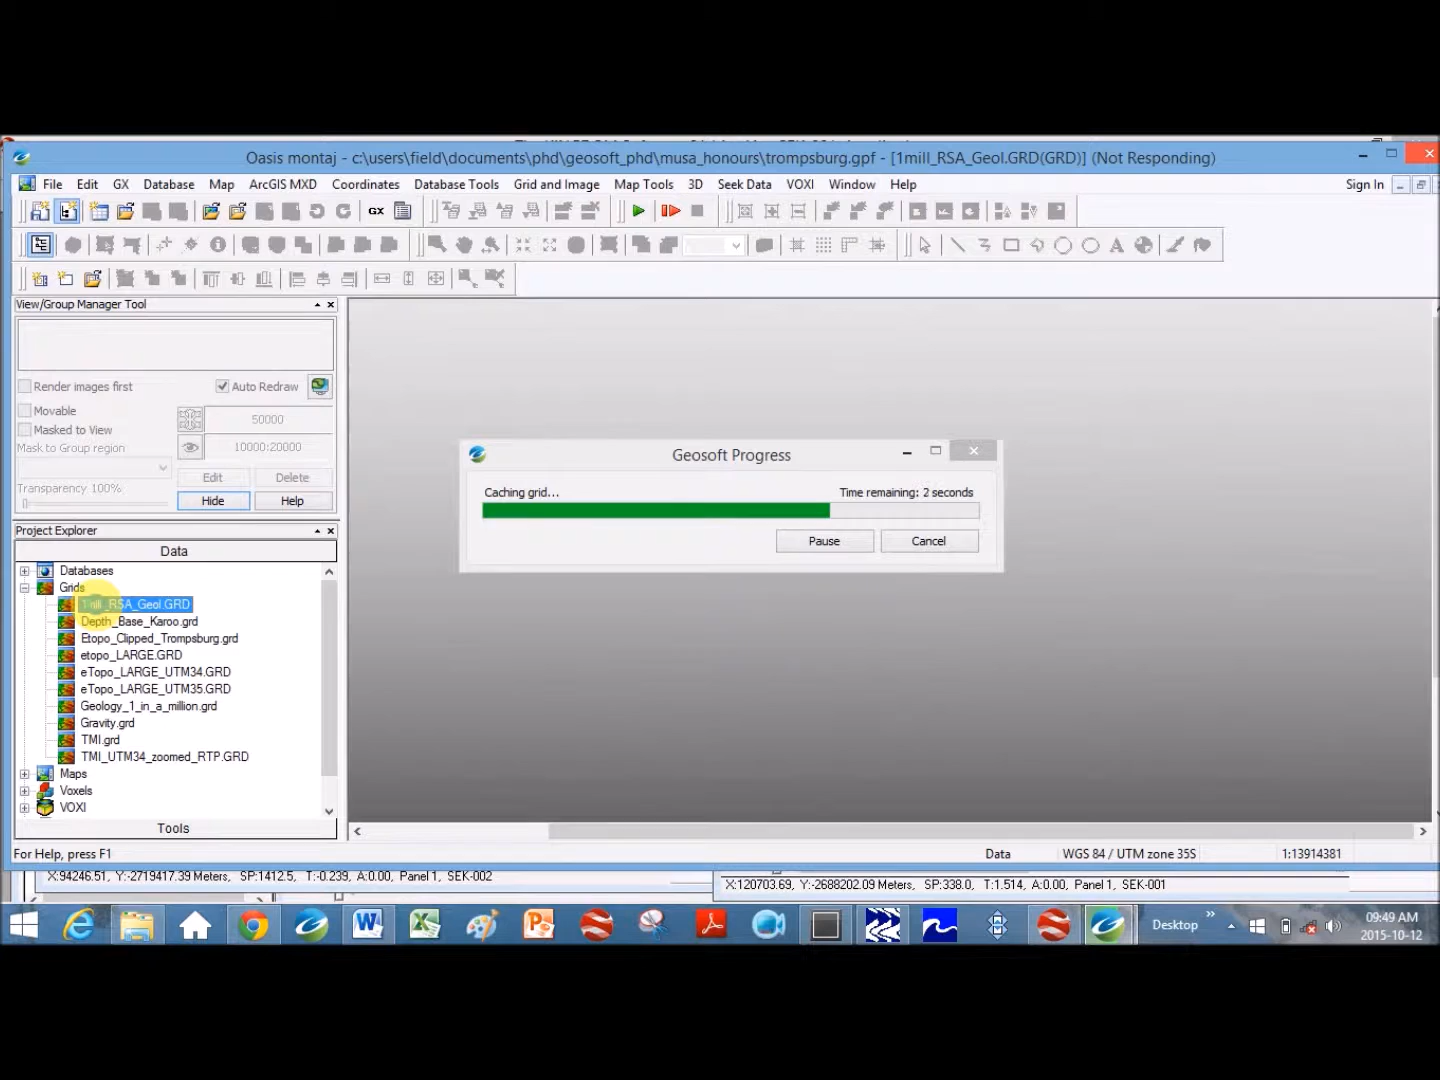 Oasis montaj - c:\users\field\documents\phd\geosoft_phd\musa_honours\trompsburg.gpf - [1mill_RSA_Geol.GRD(GRD)] (Not Responding)
File Edit GX Database Map ArcGIS MXD Coordinates Database Tools Grid and Image Map Tools 3D Seek Data VOXI Window Help Sign In
GX
View/Group Manager Tool
Render images first
Auto Redraw
Movable
50000
Masked to View
Mask to Group region
10000:20000
Edit
Delete
Transparency 100%
Hide
Help
Geosoft Progress
Caching grid...
Time remaining: 2 seconds
Pause
Cancel
Project Explorer
Data
Databases
Grids
1mill_RSA_Geol.GRD
Depth_Base_Karoo.grd
Etopo_Clipped_Trompsburg.grd
etopo_LARGE.GRD
eTopo_LARGE_UTM34.GRD
eTopo_LARGE_UTM35.GRD
Geology_1_in_a_million.grd
Gravity.grd
TMI.grd
TMI_UTM34_zoomed_RTP.GRD
Maps
Voxels
VOXI
Tools
For Help, press F1
Data
WGS 84 / UTM zone 35S
1:13914381
X:94246.51, Y:-2719417.39 Meters, SP:1412.5, T:-0.239, A:0.00, Panel 1, SEK-002
X:120703.69, Y:-2688202.09 Meters, SP:338.0, T:1.514, A:0.00, Panel 1, SEK-001
Desktop
09:49 AM
2015-10-12